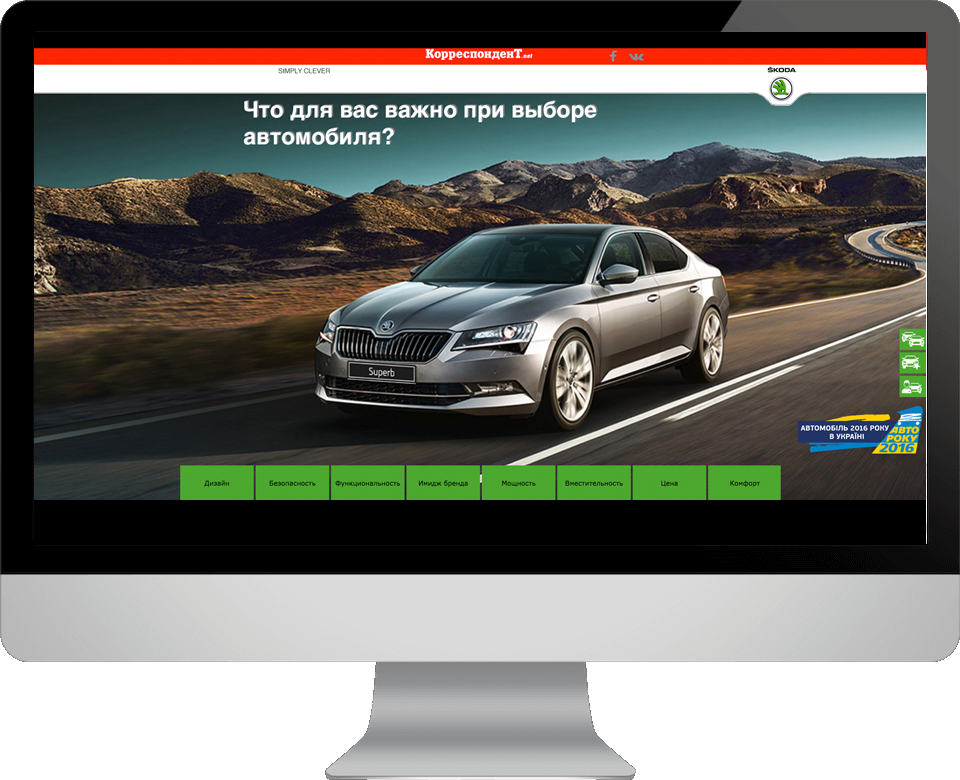 КорреспонденТ.net
SIMPLY CLEVER
ŠKODA
Что для вас важно при выборе
автомобиля?
Superb
АВТОМОБІЛЬ 2016 РОКУ
В УКРАЇНІ
АВТО
РОКУ
2016
Дизайн
Безопасность
Функциональность
Имидж бренда
Мощность
Вместительность
Цена
Комфорт